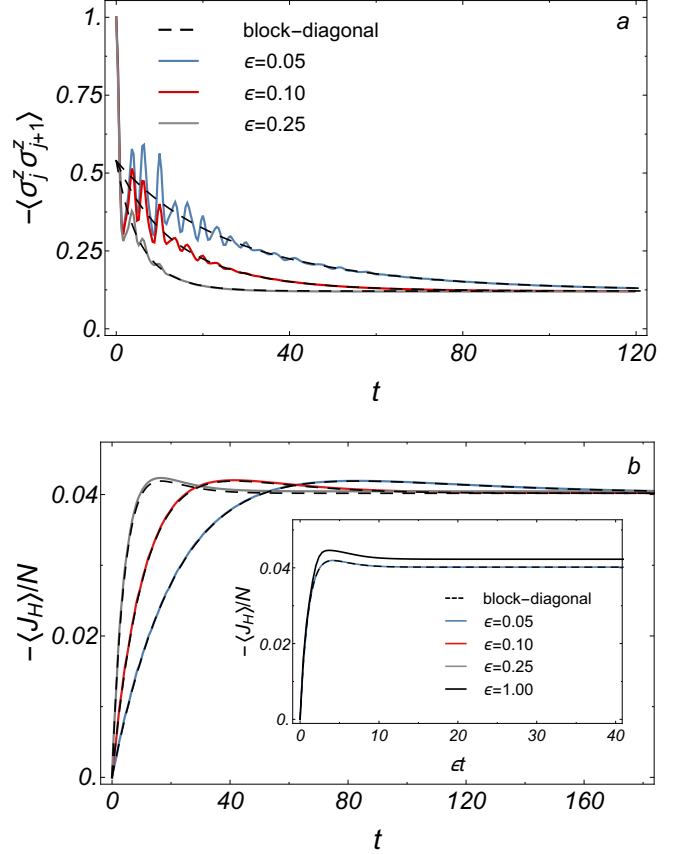 a
1.
0.75
0.5
0.25
0.
−⟨σ_j^z σ_{j+1}^z⟩
block−diagonal
ϵ=0.05
ϵ=0.10
ϵ=0.25
0 40 80 120
t
b
0.04
0.02
0.
−⟨J_H⟩/N
0.04
0.02
0.
−⟨J_H⟩/N
block−diagonal
ϵ=0.05
ϵ=0.10
ϵ=0.25
ϵ=1.00
0 10 20 30 40
ϵt
0 40 80 120 160
t